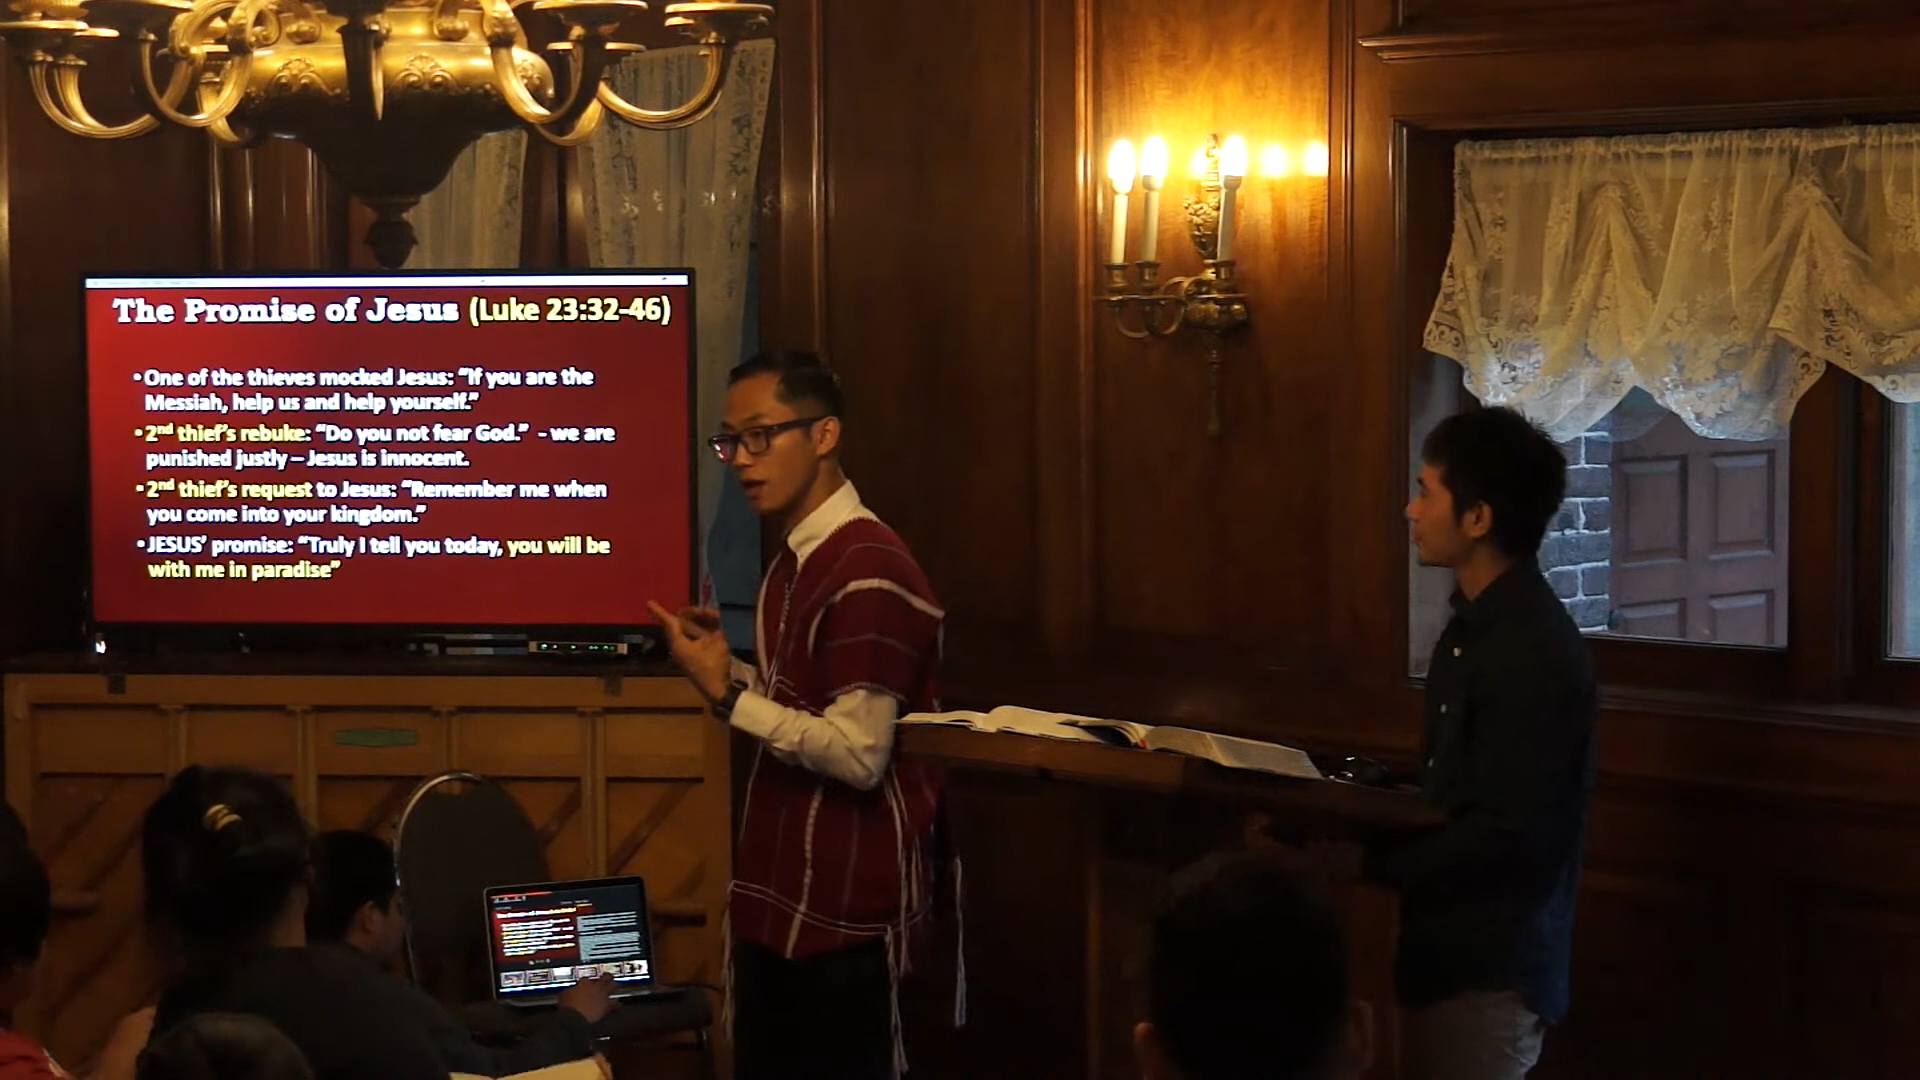 The Promise of Jesus (Luke 23:32-46)
• One of the thieves mocked Jesus: “If you are the
Messiah, help us and help yourself.”
• 2nd thief’s rebuke: “Do you not fear God.” - we are
punished justly – Jesus is innocent.
• 2nd thief’s request to Jesus: “Remember me when
you come into your kingdom.”
• JESUS’ promise: “Truly I tell you today, you will be
with me in paradise”